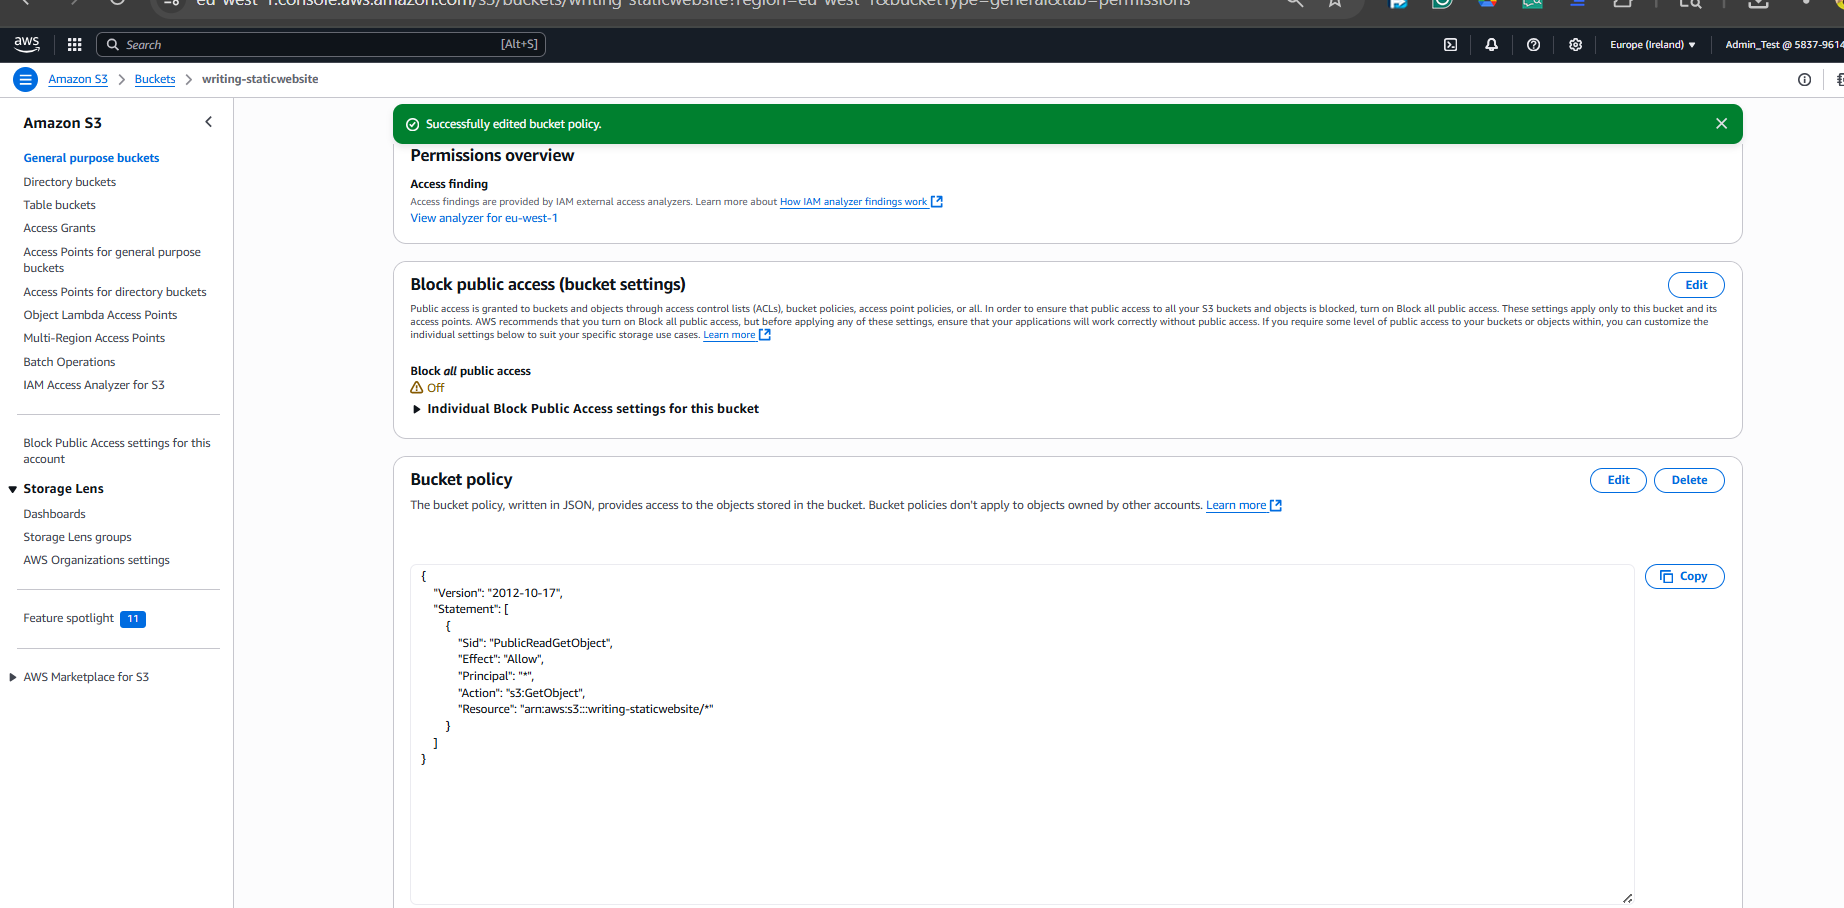 eu-west-1.console.aws.amazon.com/s3/buckets/writing-staticwebsite?region=eu-west-1&bucketType=general&tab=permissions
aws
Search
[Alt+S]
Europe (Ireland)
Admin_Test @ 5837-9614
Amazon S3
Buckets
writing-staticwebsite
Amazon S3
General purpose buckets
Directory buckets
Table buckets
Access Grants
Access Points for general purpose
buckets
Access Points for directory buckets
Object Lambda Access Points
Multi-Region Access Points
Batch Operations
IAM Access Analyzer for S3
Block Public Access settings for this
account
Storage Lens
Dashboards
Storage Lens groups
AWS Organizations settings
Feature spotlight 11
AWS Marketplace for S3
Successfully edited bucket policy.
Permissions overview
Access finding
Access findings are provided by IAM external access analyzers. Learn more about How IAM analyzer findings work
View analyzer for eu-west-1
Block public access (bucket settings)
Edit
Public access is granted to buckets and objects through access control lists (ACLs), bucket policies, access point policies, or all. In order to ensure that public access to all your S3 buckets and objects is blocked, turn on Block all public access. These settings apply only to this bucket and its
access points. AWS recommends that you turn on Block all public access, but before applying any of these settings, ensure that your applications will work correctly without public access. If you require some level of public access to your buckets or objects within, you can customize the
individual settings below to suit your specific storage use cases. Learn more
Block all public access
Off
Individual Block Public Access settings for this bucket
Bucket policy
Edit
Delete
The bucket policy, written in JSON, provides access to the objects stored in the bucket. Bucket policies don't apply to objects owned by other accounts. Learn more
Copy
{
"Version": "2012-10-17",
"Statement": [
{
"Sid": "PublicReadGetObject",
"Effect": "Allow",
"Principal": "*",
"Action": "s3:GetObject",
"Resource": "arn:aws:s3:::writing-staticwebsite/*"
}
]
}